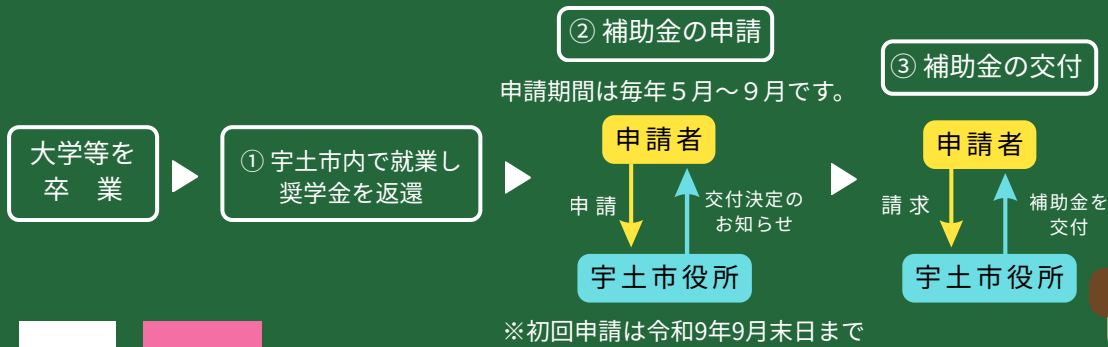 大学等を
卒　業
① 宇土市内で就業し
奨学金を返還
② 補助金の申請
申請期間は毎年５月～９月です。
申請者
申請
交付決定の
お知らせ
宇土市役所
※初回申請は令和9年9月末日まで
③ 補助金の交付
申請者
請求
補助金を
交付
宇土市役所